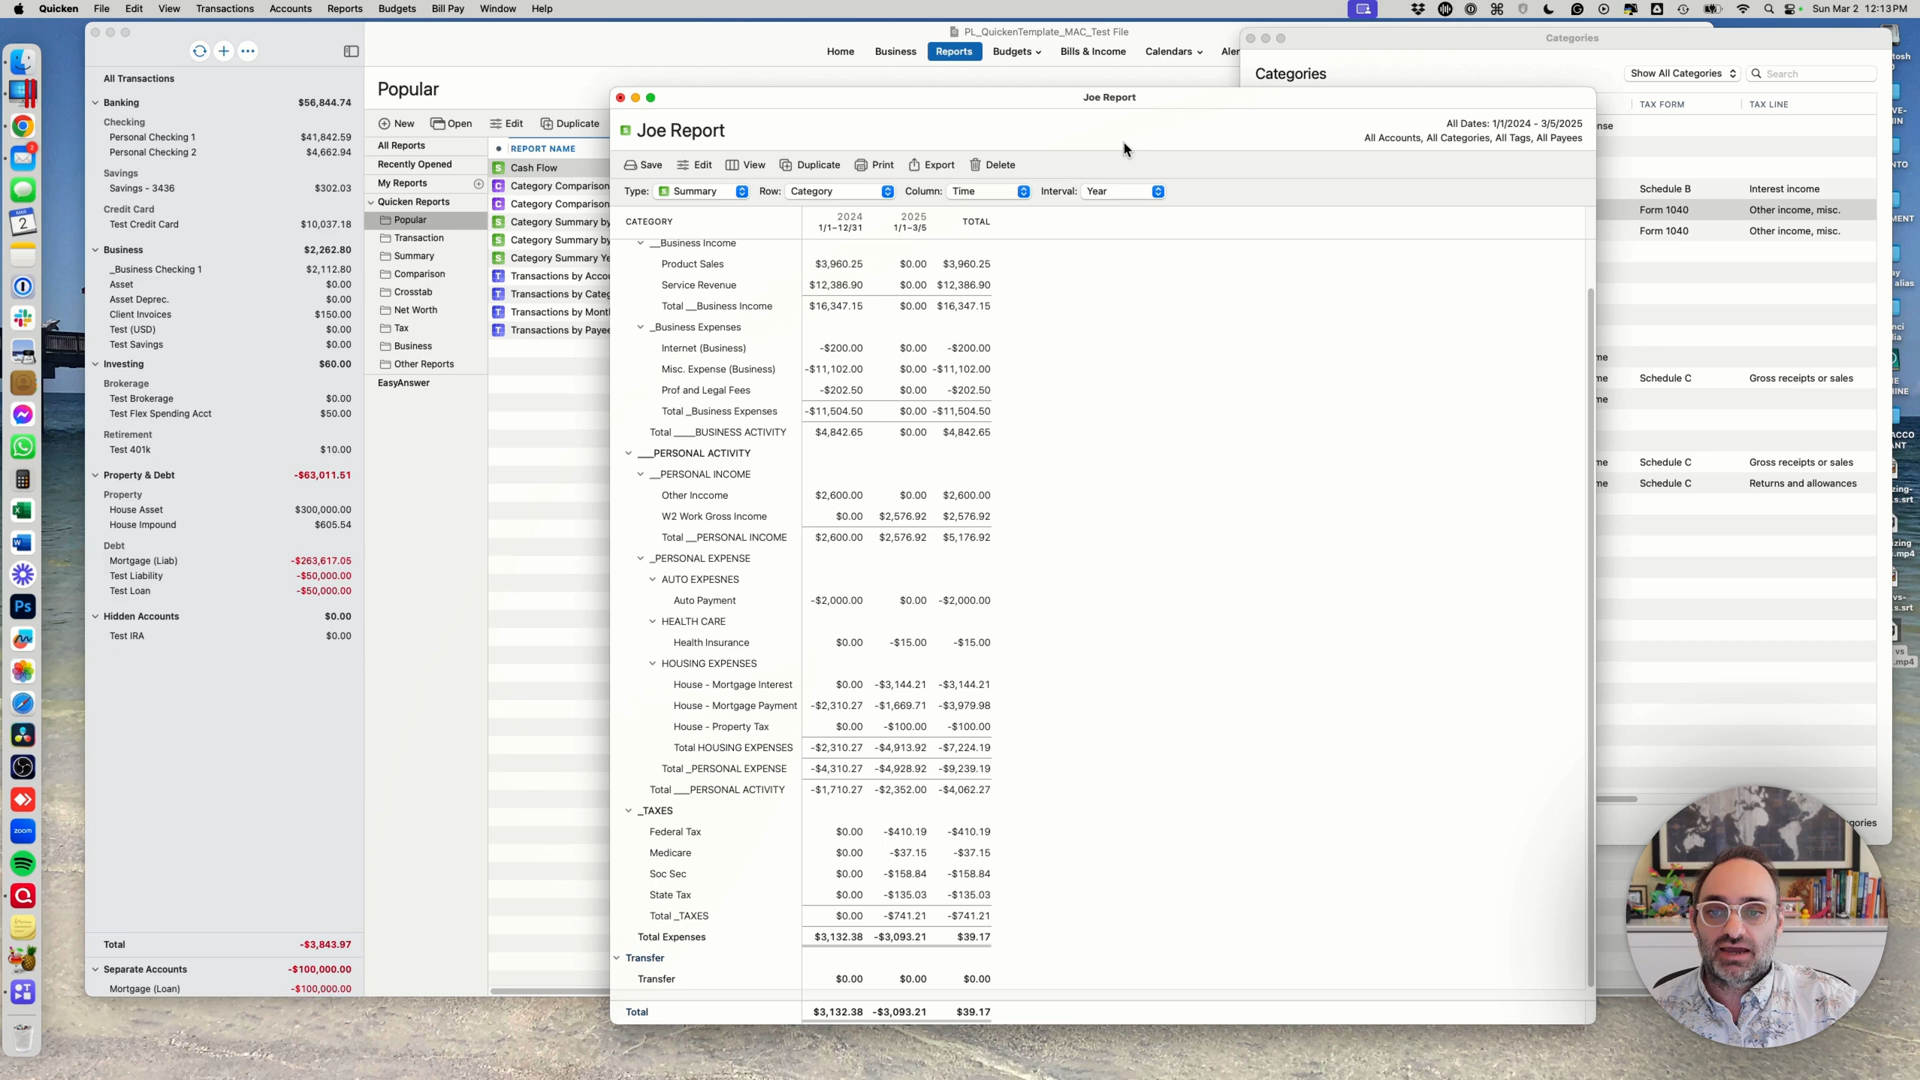 Quicken File Edit View Transactions Accounts Reports Budgets Bill Pay Window Help
Sun Mar 2 12:13 PM
PL_QuickenTemplate_MAC_Test File
Home Business Reports Budgets Bills & Income Calendars
All Transactions
Banking $56,844.74
Checking
Personal Checking 1 $41,842.59
Personal Checking 2 $4,662.94
Savings
Savings - 3436 $302.03
Credit Card
Test Credit Card $10,037.18
Business $2,262.80
_Business Checking 1 $2,112.80
Asset $0.00
Asset Deprec. $0.00
Client Invoices $150.00
Test (USD) $0.00
Test Savings $0.00
Investing $60.00
Brokerage
Test Brokerage $0.00
Test Flex Spending Acct $50.00
Retirement
Test 401k $10.00
Property & Debt -$63,011.51
Property
House Asset $300,000.00
House Impound $605.54
Debt
Mortgage (Liab) -$263,617.05
Test Liability -$50,000.00
Test Loan -$50,000.00
Hidden Accounts $0.00
Test IRA $0.00
Total -$3,843.97
Separate Accounts -$100,000.00
Mortgage (Loan) -$100,000.00
Popular
New Open Edit Duplicate
All Reports
Recently Opened
My Reports
Quicken Reports
Popular
Transaction
Summary
Comparison
Crosstab
Net Worth
Tax
Business
Other Reports
EasyAnswer
REPORT NAME
Cash Flow
Category Comparison
Category Comparison
Category Summary by
Category Summary by
Category Summary Ye
Transactions by Accou
Transactions by Categ
Transactions by Mont
Transactions by Payee
Joe Report
Joe Report
All Dates: 1/1/2024 - 3/5/2025
All Accounts, All Categories, All Tags, All Payees
Save Edit View Duplicate Print Export Delete
Type: Summary Row: Category Column: Time Interval: Year
CATEGORY 2024 1/1-12/31 2025 1/1-3/5 TOTAL
__Business Income
Product Sales $3,960.25 $0.00 $3,960.25
Service Revenue $12,386.90 $0.00 $12,386.90
Total __Business Income $16,347.15 $0.00 $16,347.15
_Business Expenses
Internet (Business) -$200.00 $0.00 -$200.00
Misc. Expense (Business) -$11,102.00 $0.00 -$11,102.00
Prof and Legal Fees -$202.50 $0.00 -$202.50
Total _Business Expenses -$11,504.50 $0.00 -$11,504.50
Total ____BUSINESS ACTIVITY $4,842.65 $0.00 $4,842.65
___PERSONAL ACTIVITY
__PERSONAL INCOME
Other Inccome $2,600.00 $0.00 $2,600.00
W2 Work Gross Income $0.00 $2,576.92 $2,576.92
Total __PERSONAL INCOME $2,600.00 $2,576.92 $5,176.92
_PERSONAL EXPENSE
AUTO EXPESNES
Auto Payment -$2,000.00 $0.00 -$2,000.00
HEALTH CARE
Health Insurance $0.00 -$15.00 -$15.00
HOUSING EXPENSES
House - Mortgage Interest $0.00 -$3,144.21 -$3,144.21
House - Mortgage Payment -$2,310.27 -$1,669.71 -$3,979.98
House - Property Tax $0.00 -$100.00 -$100.00
Total HOUSING EXPENSES -$2,310.27 -$4,913.92 -$7,224.19
Total _PERSONAL EXPENSE -$4,310.27 -$4,928.92 -$9,239.19
Total ___PERSONAL ACTIVITY -$1,710.27 -$2,352.00 -$4,062.27
_TAXES
Federal Tax $0.00 -$410.19 -$410.19
Medicare $0.00 -$37.15 -$37.15
Soc Sec $0.00 -$158.84 -$158.84
State Tax $0.00 -$135.03 -$135.03
Total _TAXES $0.00 -$741.21 -$741.21
Total Expenses $3,132.38 -$3,093.21 $39.17
Transfer
Transfer $0.00 $0.00 $0.00
Total $3,132.38 -$3,093.21 $39.17
Categories
Categories
Show All Categories Search
TAX FORM TAX LINE
Schedule B Interest income
Form 1040 Other income, misc.
Form 1040 Other income, misc.
Schedule C Gross receipts or sales
Schedule C Gross receipts or sales
Schedule C Returns and allowances